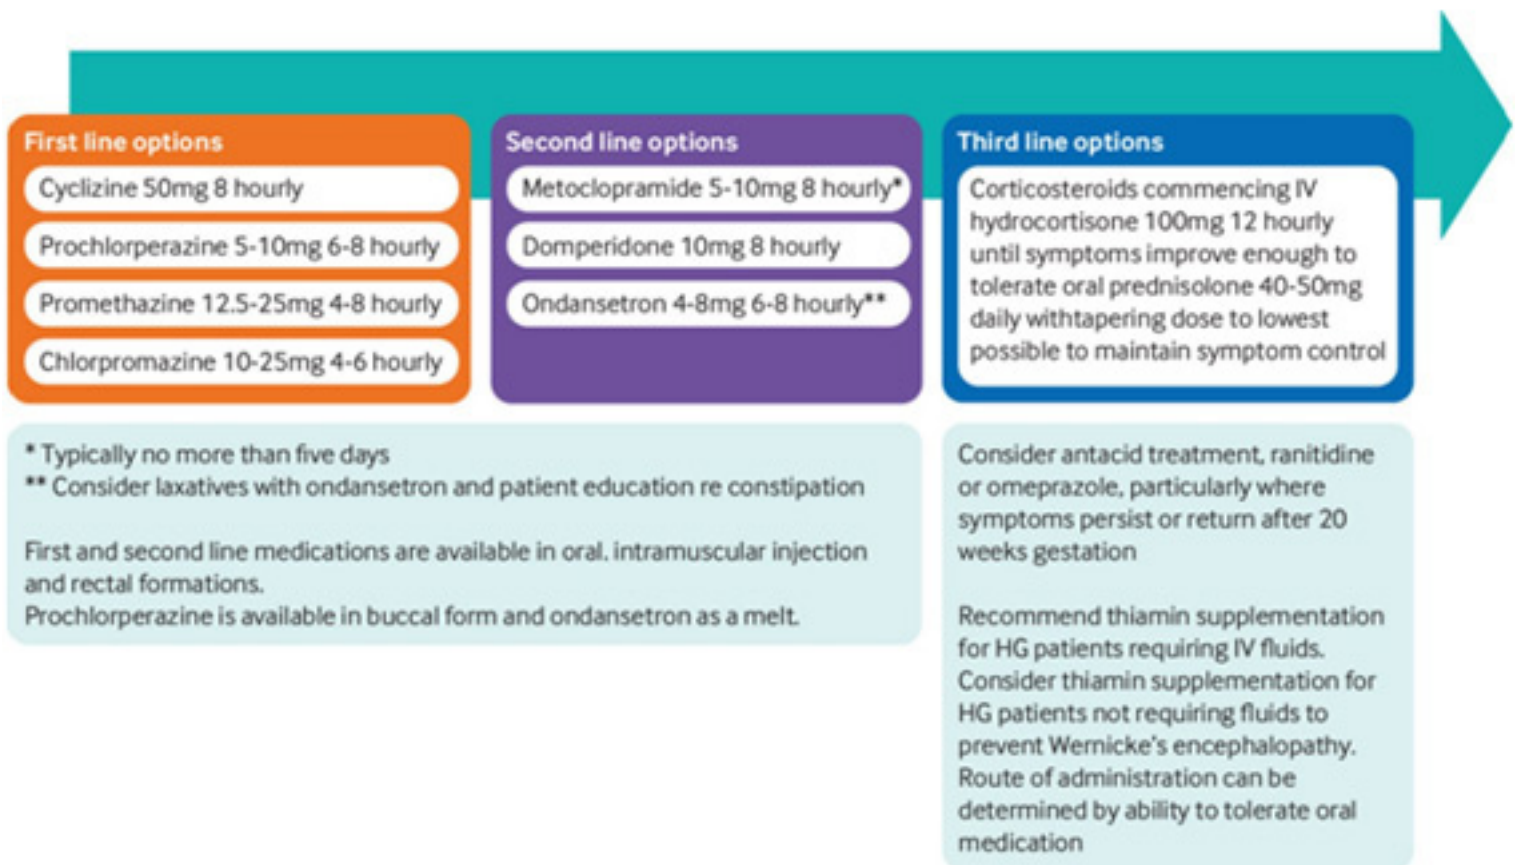 First line options
Cyclizine 50mg 8 hourly
Prochlorperazine 5-10mg 6-8 hourly
Promethazine 12.5-25mg 4-8 hourly
Chlorpromazine 10-25mg 4-6 hourly
Second line options
Metoclopramide 5-10mg 8 hourly*
Domperidone 10mg 8 hourly
Ondansetron 4-8mg 6-8 hourly**
Third line options
Corticosteroids commencing IV
hydrocortisone 100mg 12 hourly
until symptoms improve enough to
tolerate oral prednisolone 40-50mg
daily withtapering dose to lowest
possible to maintain symptom control
* Typically no more than five days
** Consider laxatives with ondansetron and patient education re constipation
First and second line medications are available in oral. intramuscular injection
and rectal formations.
Prochlorperazine is available in buccal form and ondansetron as a melt.
Consider antacid treatment, ranitidine
or omeprazole, particularly where
symptoms persist or return after 20
weeks gestation
Recommend thiamin supplementation
for HG patients requiring IV fluids.
Consider thiamin supplementation for
HG patients not requiring fluids to
prevent Wernicke's encephalopathy.
Route of administration can be
determined by ability to tolerate oral
medication